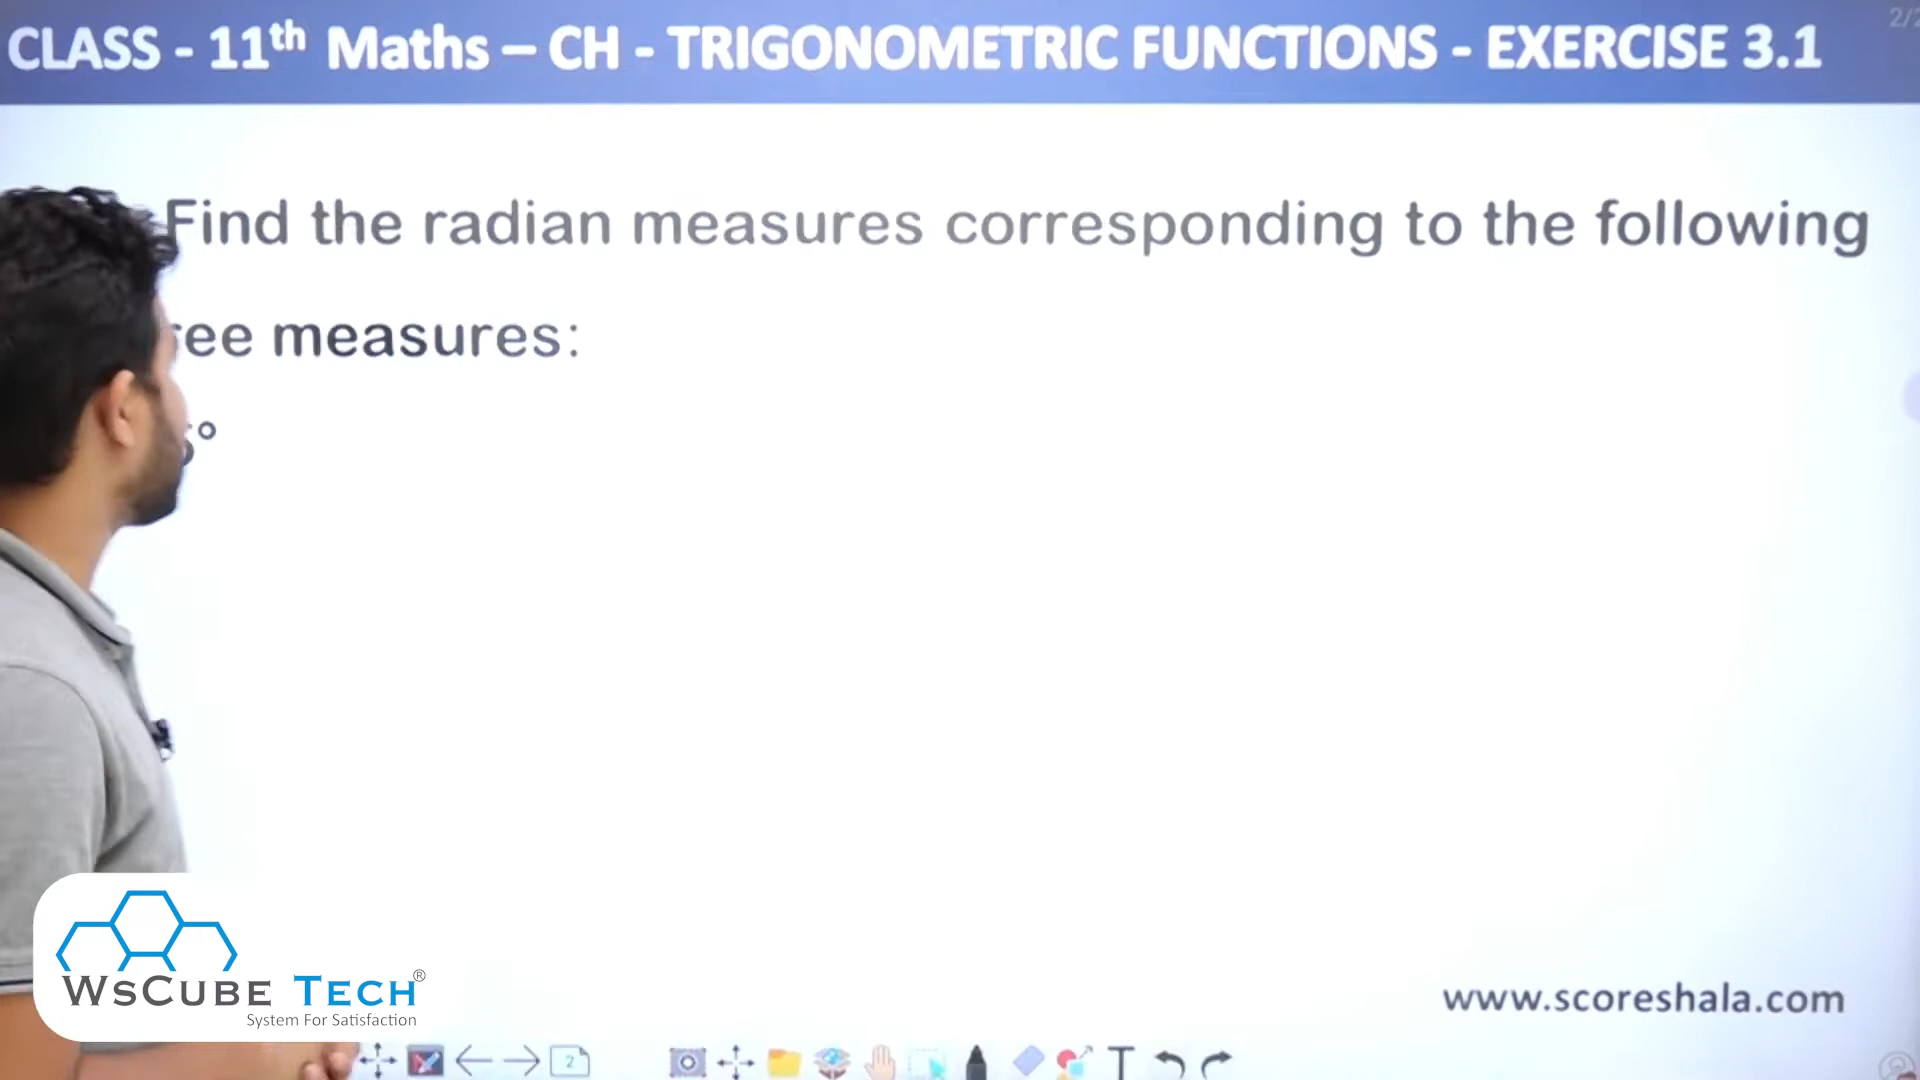 CLASS - 11th Maths – CH - TRIGONOMETRIC FUNCTIONS - EXERCISE 3.1
Find the radian measures corresponding to the following
measures:
WsCube Tech®
System For Satisfaction
www.scoreshala.com
2
T